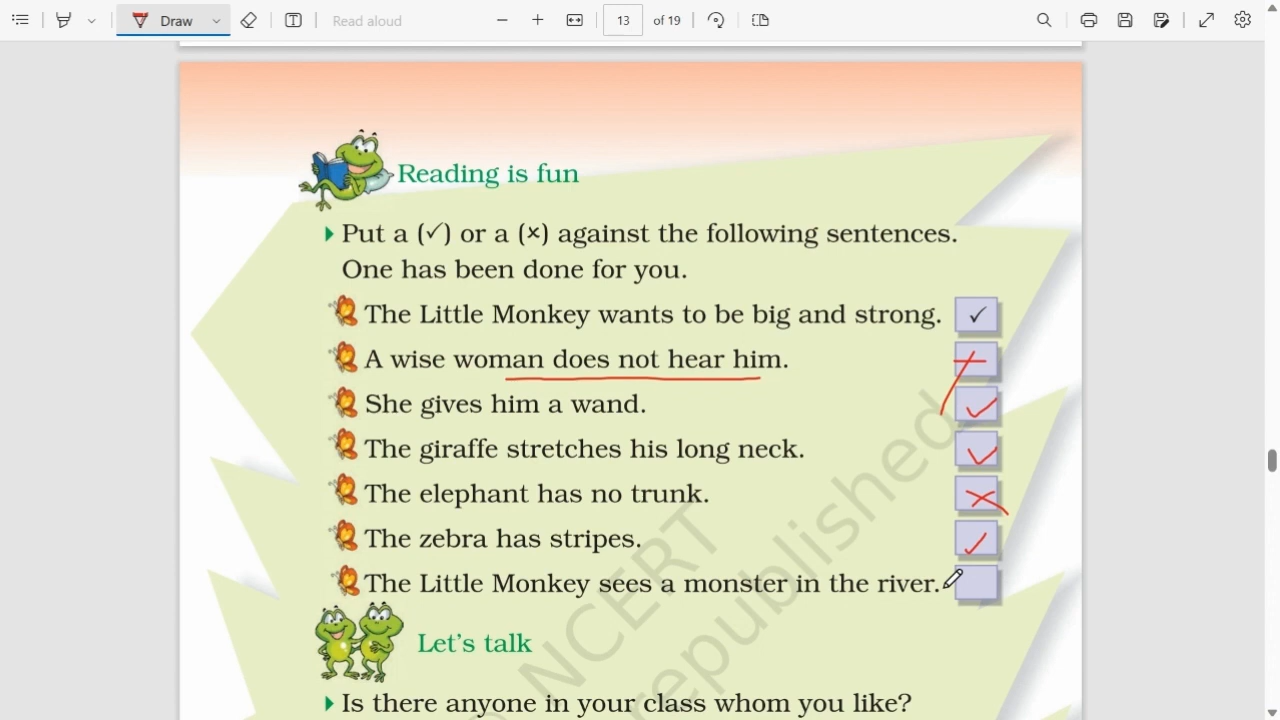 Draw
Read aloud
13 of 19
Reading is fun
Put a (✓) or a (×) against the following sentences.
One has been done for you.
The Little Monkey wants to be big and strong. ✓
A wise woman does not hear him. ×
She gives him a wand. ✓
The giraffe stretches his long neck. ✓
The elephant has no trunk. ×
The zebra has stripes. ✓
The Little Monkey sees a monster in the river.
Let's talk
Is there anyone in your class whom you like?
NCERT
republished